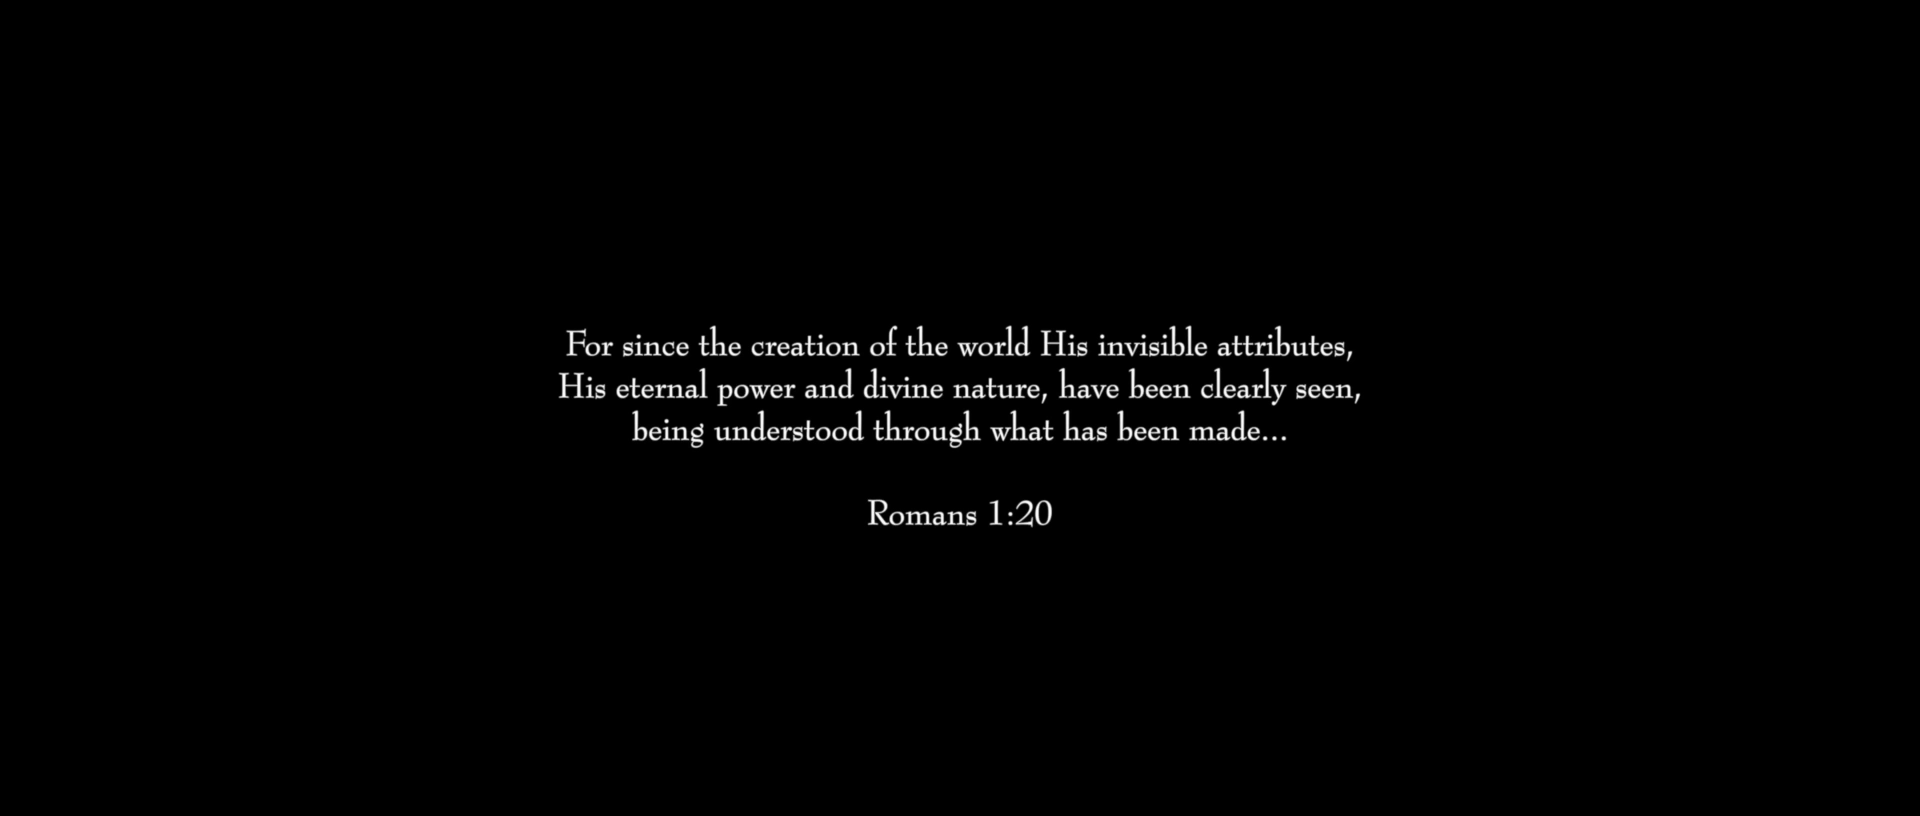 For since the creation of the world His invisible attributes,
His eternal power and divine nature, have been clearly seen,
being understood through what has been made...
Romans 1:20